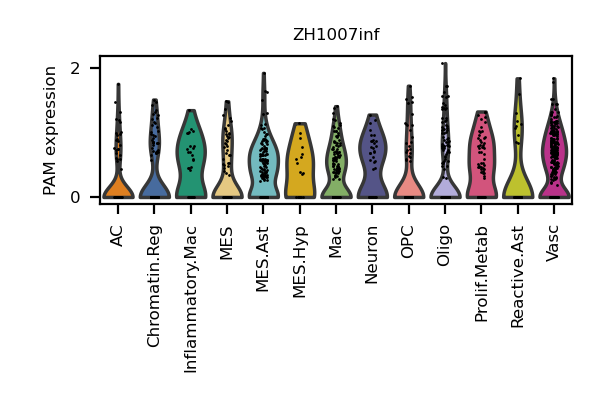 ZH1007inf
PAM expression
2
0
AC
Chromatin.Reg
Inflammatory.Mac
MES
MES.Ast
MES.Hyp
Mac
Neuron
OPC
Oligo
Prolif.Metab
Reactive.Ast
Vasc